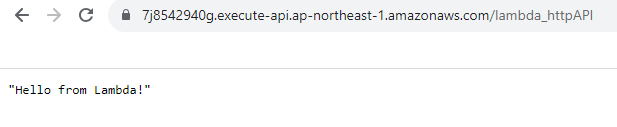 7j8542940g.execute-api.ap-northeast-1.amazonaws.com/lambda_httpAPI
"Hello from Lambda!"